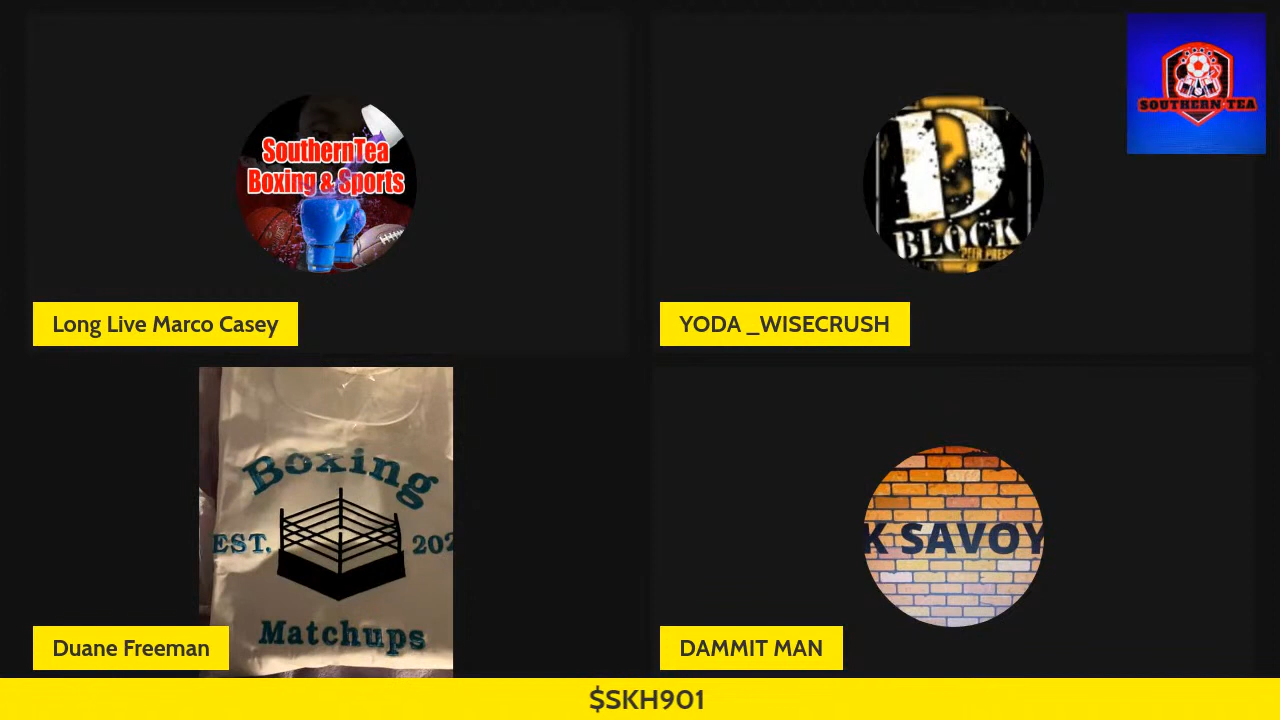 SouthernTea
Boxing & Sports
Long Live Marco Casey
D
BLOCK
SOUTHERN TEA
YODA _WISECRUSH
Boxing
EST. 202
Matchups
Duane Freeman
K SAVOY
DAMMIT MAN
$SKH901